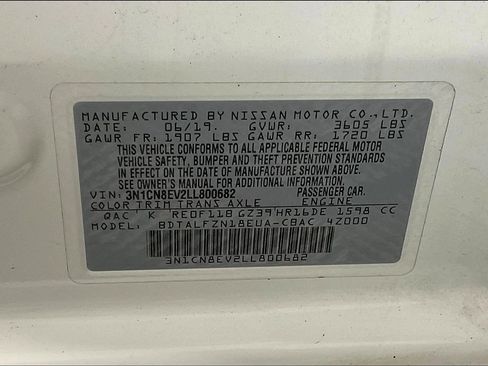 MANUFACTURED BY NISSAN MOTOR CO., LTD.
DATE: 06/19. GVWR: 3605 LBS
GAWR FR: 1907 LBS GAWR RR: 1720 LBS
THIS VEHICLE CONFORMS TO ALL APPLICABLE FEDERAL MOTOR
VEHICLE SAFETY, BUMPER AND THEFT PREVENTION STANDARDS
IN EFFECT ON THE DATE OF MANUFACTURE SHOWN ABOVE.
SEE OWNER'S MANUAL FOR ADDITIONAL INFORMATION.
VIN: 3N1CN8EV2LL800682 PASSENGER CAR.
COLOR TRIM TRANS AXLE ENGINE
QAC K RE0F11B GZ39 HR16DE 1598 CC
MODEL: BDTALFZN18EUA-CBAC 4Z000
3N1CN8EV2LL800682